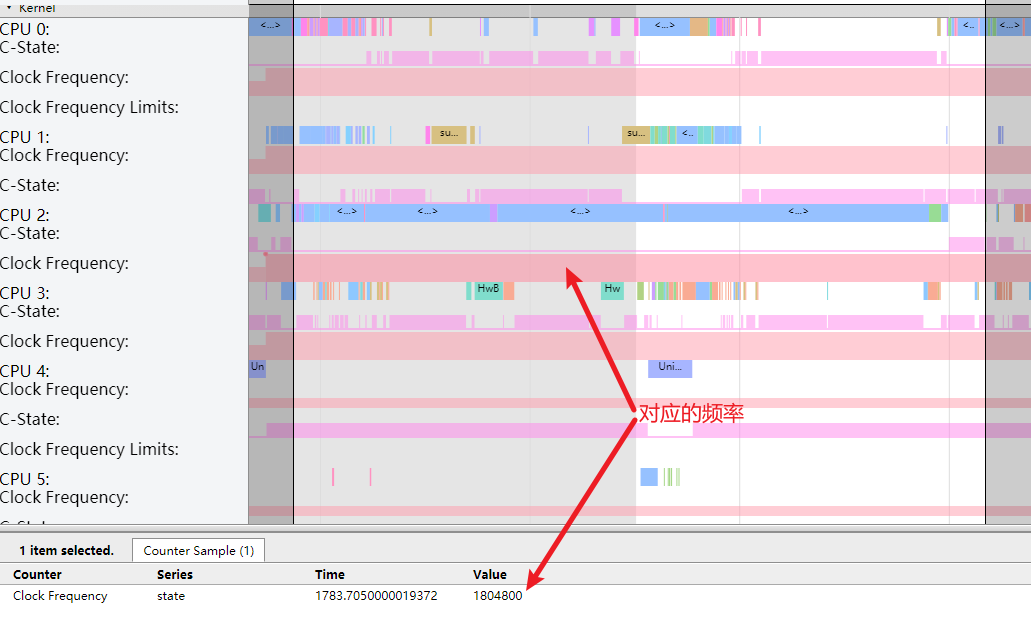 Kernel
CPU 0:
<...> <...> <.. <...>
C-State:
Clock Frequency:
Clock Frequency Limits:
CPU 1:
su... su... <..
Clock Frequency:
C-State:
CPU 2:
<...> <...> <...> <...>
C-State:
Clock Frequency:
CPU 3:
HwB Hw
C-State:
Clock Frequency:
CPU 4:
Un Uni...
Clock Frequency:
对应的频率
C-State:
Clock Frequency Limits:
CPU 5:
Clock Frequency:
C-State:
1 item selected. Counter Sample (1)
Counter Series Time Value
Clock Frequency state 1783.7050000019372 1804800